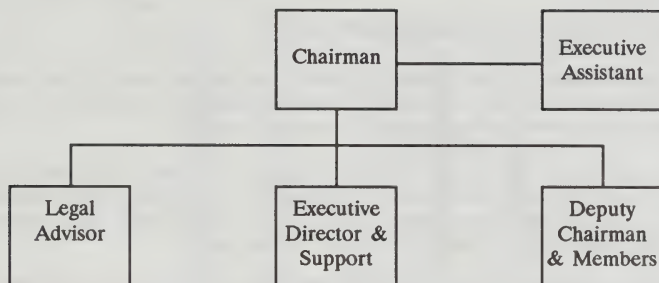 Chairman
Executive
Assistant
Legal
Advisor
Executive
Director &
Support
Deputy
Chairman
& Members